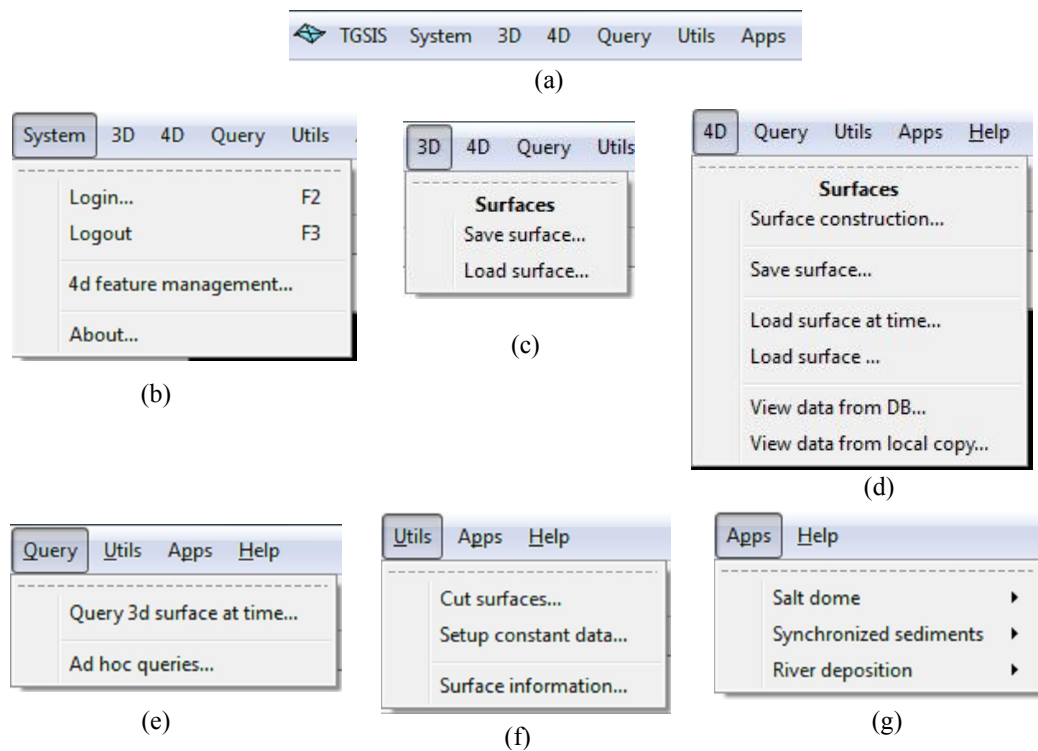 TGSIS System 3D 4D Query Utils Apps
(a)
System 3D 4D Query Utils
Login... F2
Logout F3
4d feature management...
About...
(b)
3D 4D Query Utils
Surfaces
Save surface...
Load surface...
(c)
4D Query Utils Apps Help
Surfaces
Surface construction...
Save surface...
Load surface at time...
Load surface ...
View data from DB...
View data from local copy...
(d)
Query Utils Apps Help
Query 3d surface at time...
Ad hoc queries...
(e)
Utils Apps Help
Cut surfaces...
Setup constant data...
Surface information...
(f)
Apps Help
Salt dome
Synchronized sediments
River deposition
(g)